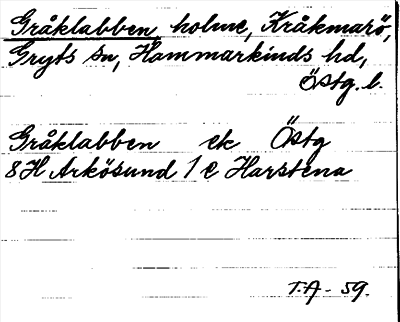 Gråklabben holme, Kråkmarö,
Gryts sn, Hammarkinds hd,
Östg. l.
Gråklabben ek Östg
8H Arkösund 1 c Harstena
T.A - 59.